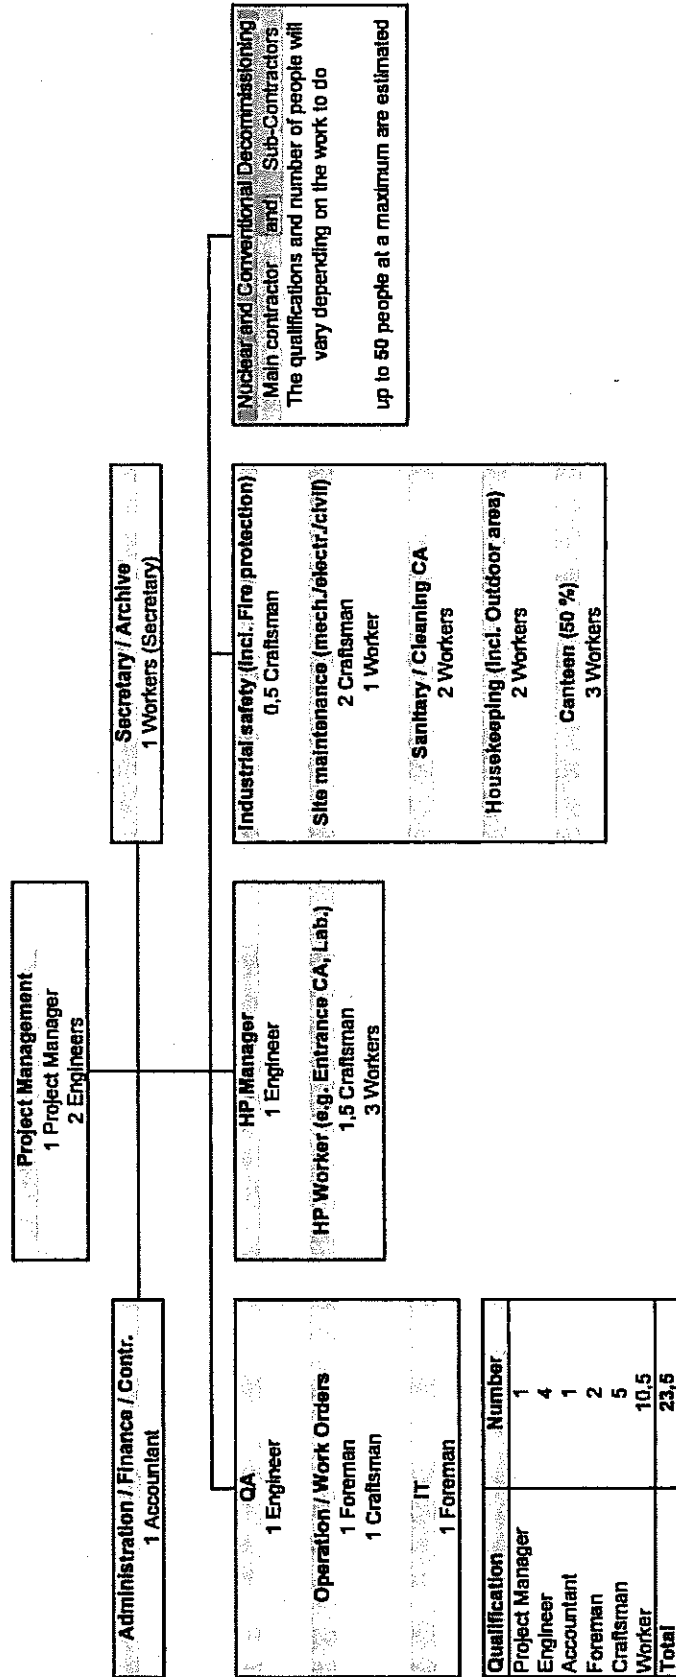 Project Management
1 Project Manager
2 Engineers
Administration / Finance / Contr.
1 Accountant
Secretary / Archive
1 Workers (Secretary)
QA
1 Engineer
Operation / Work Orders
1 Foreman
1 Craftsman
IT
1 Foreman
HP Manager
1 Engineer
HP Worker (e.g. Entrance CA, Lab.)
1,5 Craftsman
3 Workers
Industrial safety (Incl. Fire protection)
0,5 Craftsman
Site maintenance (mech./electr./civil)
2 Craftsman
1 Worker
Sanitary / Cleaning CA
2 Workers
Housekeeping (Incl. Outdoor area)
2 Workers
Canteen (50 %)
3 Workers
Nuclear and Conventional Decommissioning
Main contractor and Sub-Contractors
The qualifications and number of people will
vary depending on the work to do
up to 50 people at a maximum are estimated
Qualification Number
Project Manager 1
Engineer 4
Accountant 1
Foreman 2
Craftsman 5
Worker 10,5
Total 23,5